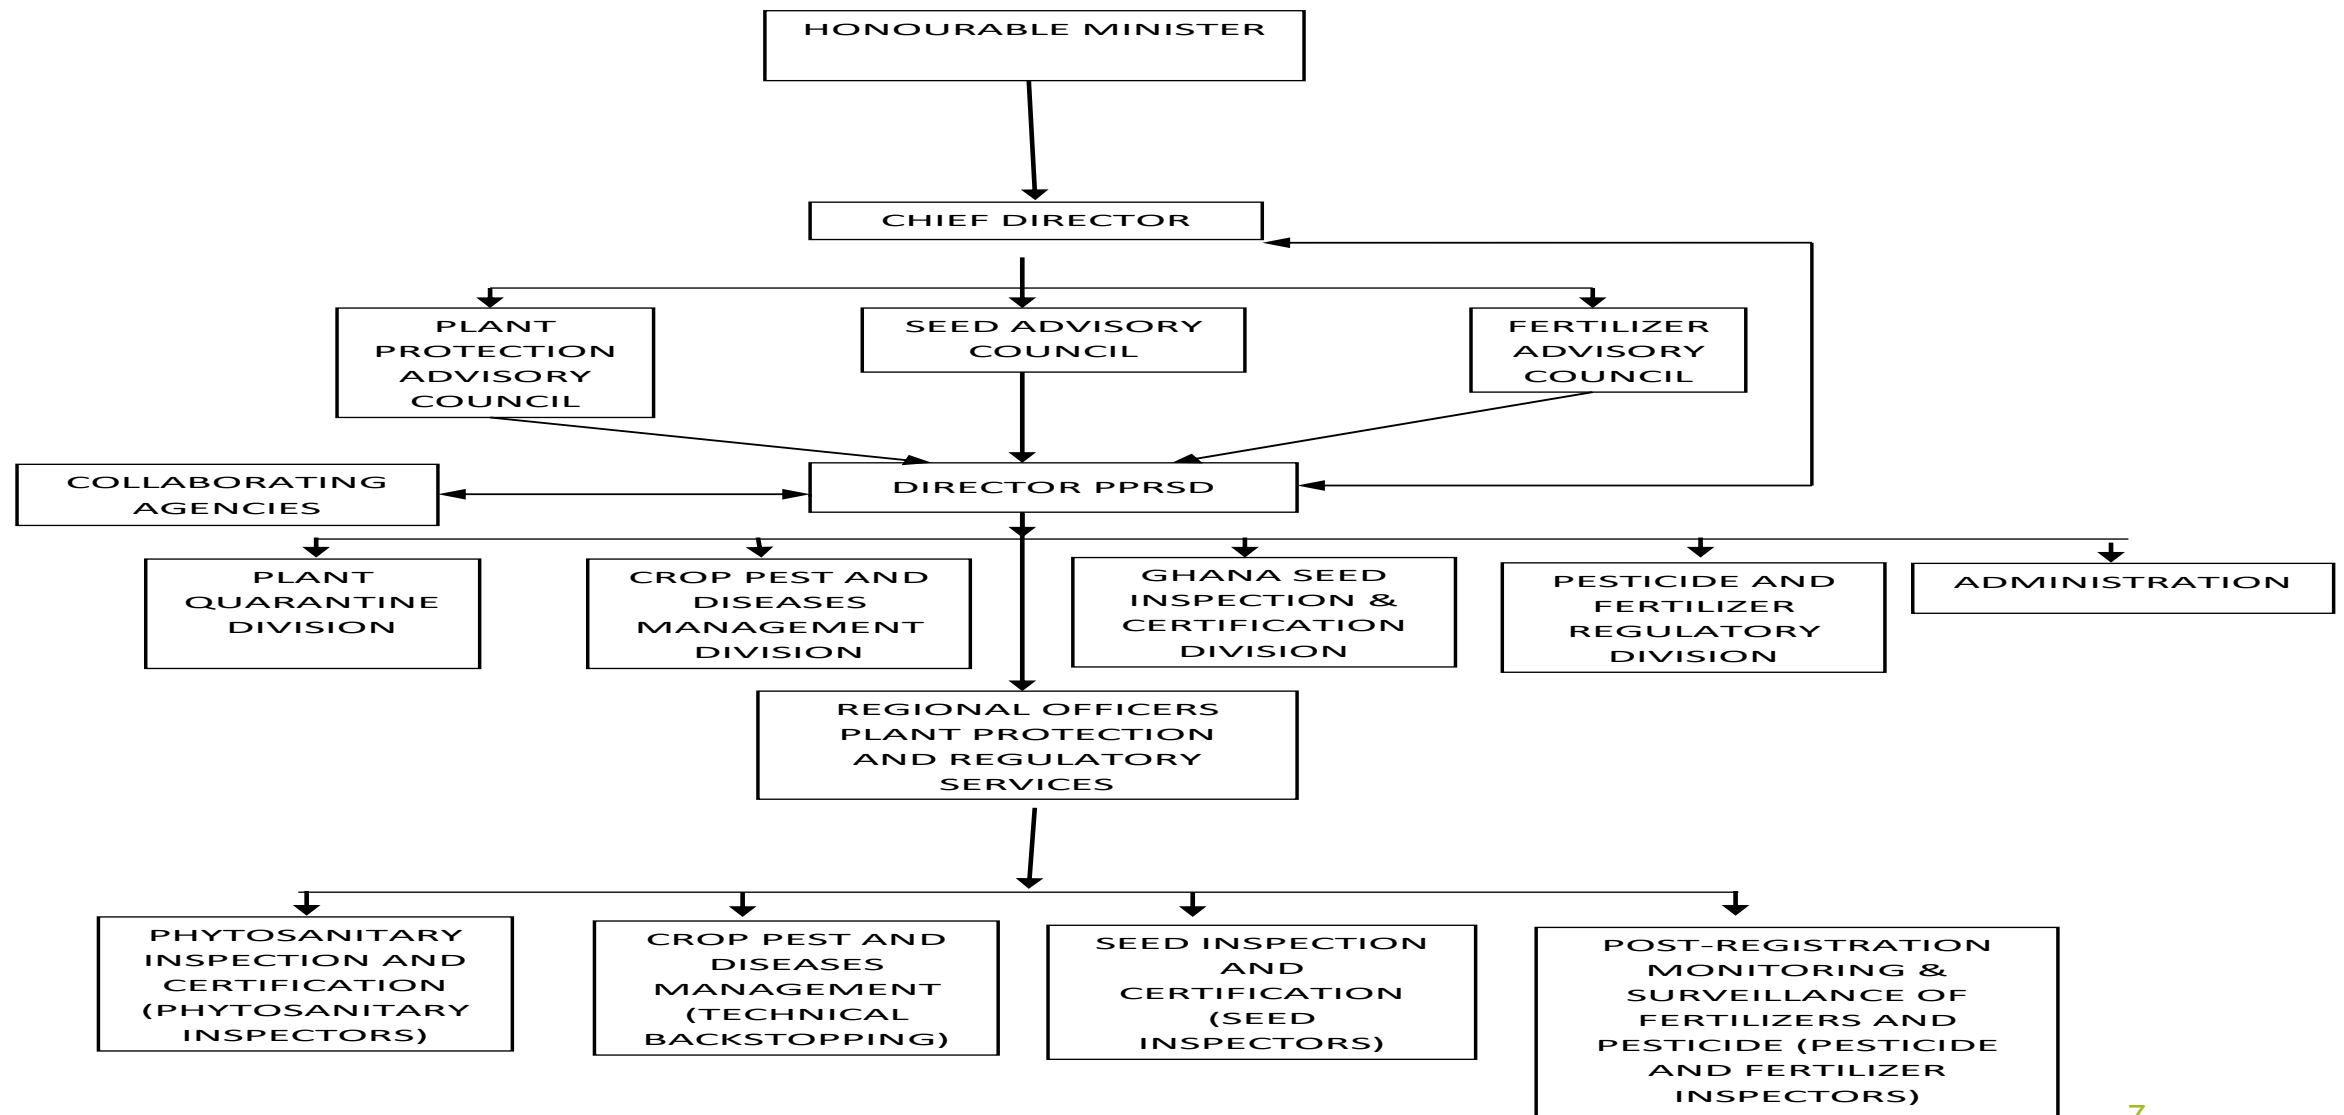 HONOURABLE MINISTER
CHIEF DIRECTOR
PLANT
PROTECTION
ADVISORY
COUNCIL
SEED ADVISORY
COUNCIL
FERTILIZER
ADVISORY
COUNCIL
COLLABORATING
AGENCIES
DIRECTOR PPRSD
PLANT
QUARANTINE
DIVISION
CROP PEST AND
DISEASES
MANAGEMENT
DIVISION
GHANA SEED
INSPECTION &
CERTIFICATION
DIVISION
PESTICIDE AND
FERTILIZER
REGULATORY
DIVISION
ADMINISTRATION
REGIONAL OFFICERS
PLANT PROTECTION
AND REGULATORY
SERVICES
PHYTOSANITARY
INSPECTION AND
CERTIFICATION
(PHYTOSANITARY
INSPECTORS)
CROP PEST AND
DISEASES
MANAGEMENT
(TECHNICAL
BACKSTOPPING)
SEED INSPECTION
AND
CERTIFICATION
(SEED
INSPECTORS)
POST-REGISTRATION
MONITORING &
SURVEILLANCE OF
FERTILIZERS AND
PESTICIDE (PESTICIDE
AND FERTILIZER
INSPECTORS)
7